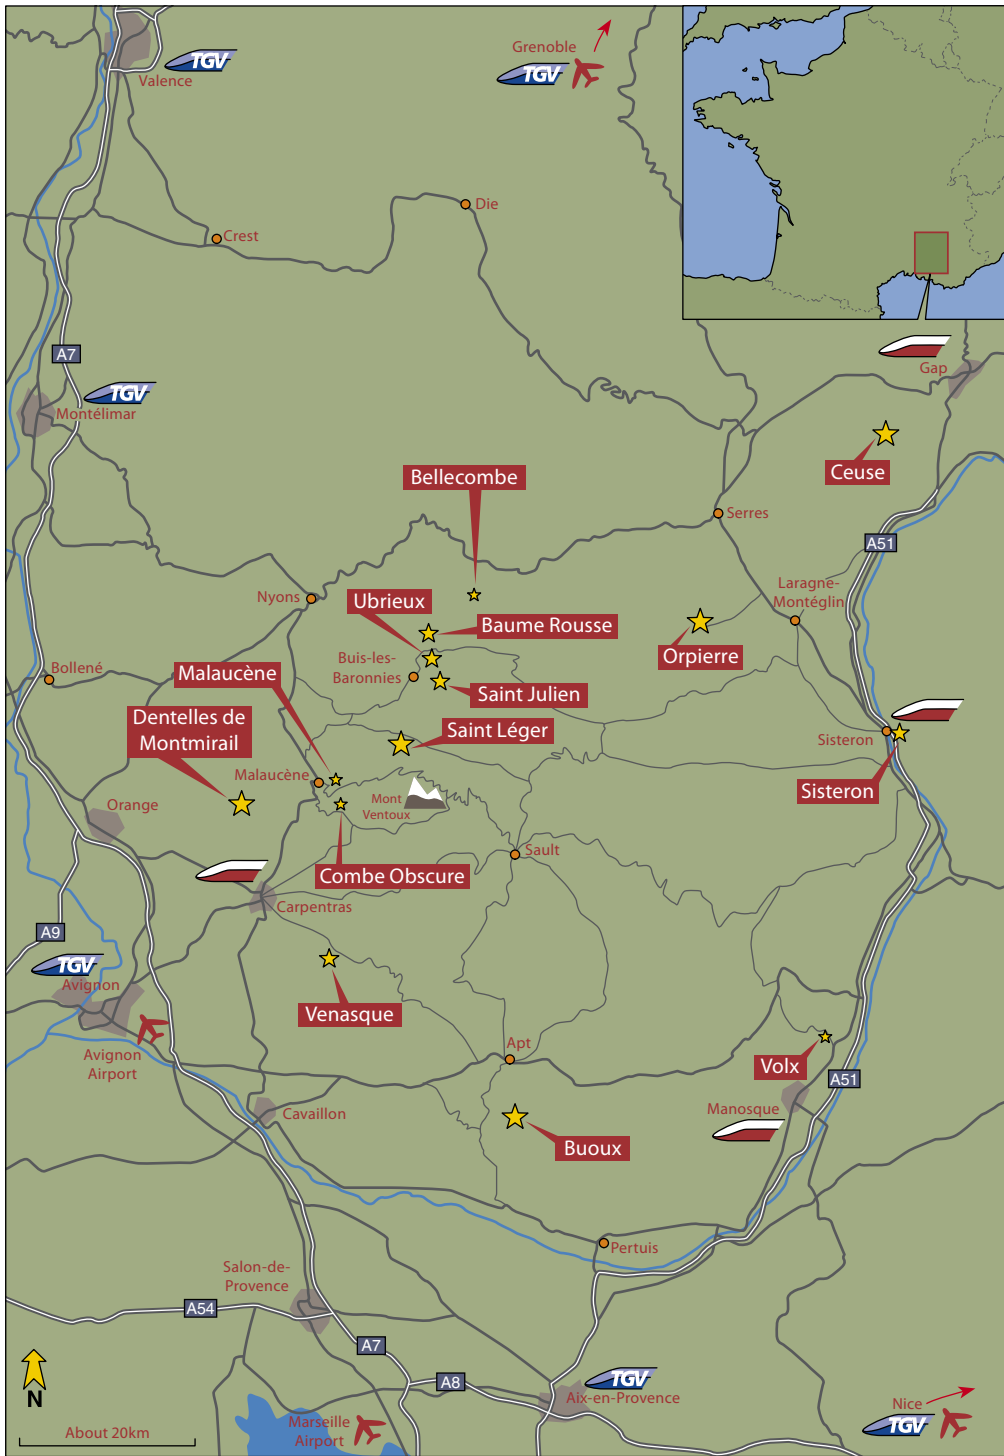 Grenoble
TGV
TGV
Valence
Die
Crest
A7
TGV
Montélimar
Gap
Ceuse
Bellecombe
Serres
A51
Laragne-
Montéglin
Nyons
Ubrieux
Baume Rousse
Orpierre
Buis-les-
Baronnies
Bollené
Malaucène
Saint Julien
Dentelles de
Montmirail
Saint Léger
Sisteron
Sisteron
Malaucène
Mont
Ventoux
Orange
Sault
Combe Obscure
Carpentras
A9
TGV
Avignon
Venasque
Avignon
Airport
Apt
Volx
A51
Manosque
Cavaillon
Buoux
Pertuis
Salon-de-
Provence
A54
A7
A8
TGV
Aix-en-Provence
N
About 20km
Marseille
Airport
Nice
TGV